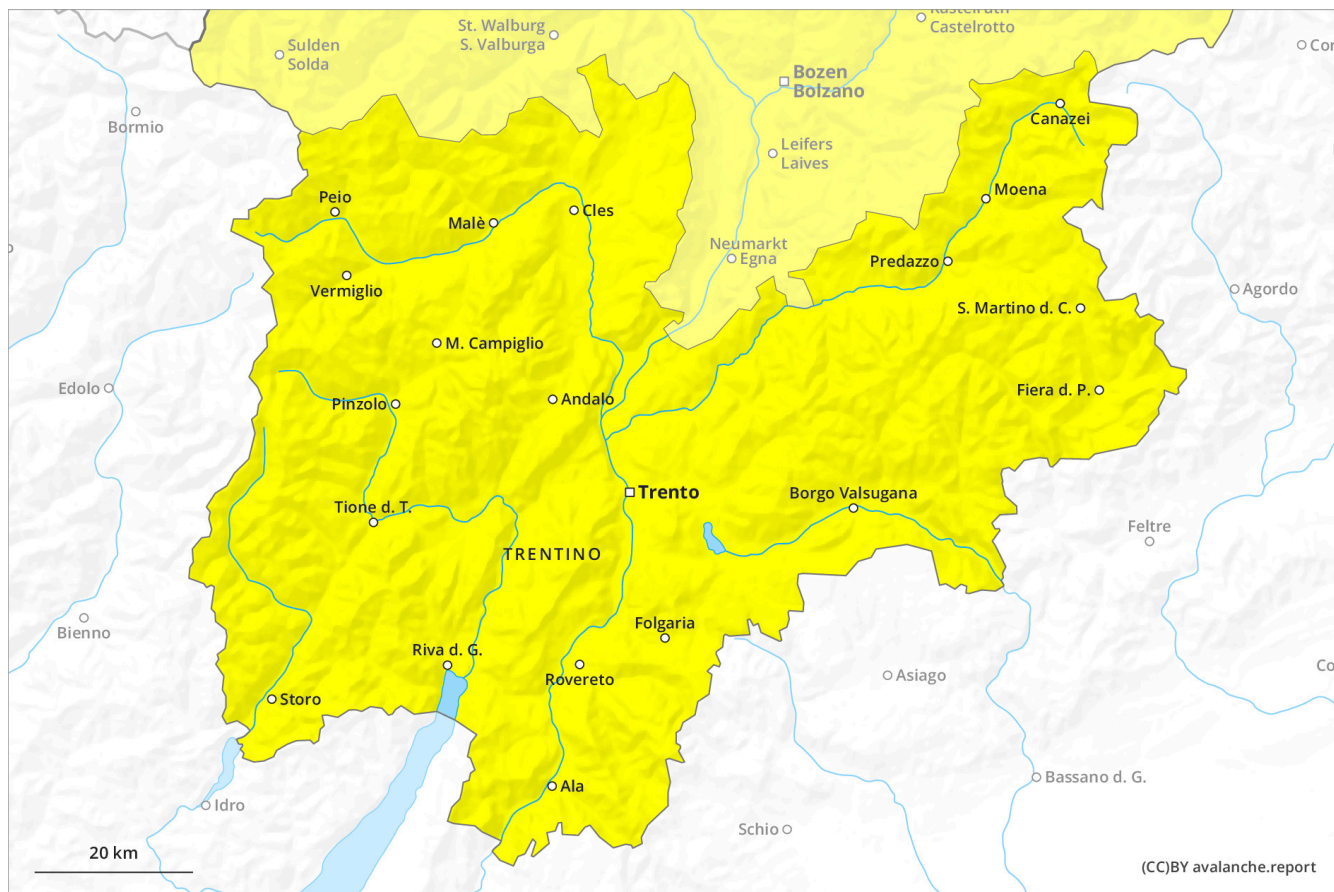 Kastelruth
Castelrotto
St. Walburg
S. Valburga
Sulden
Solda
Bozen
Bolzano
Bormio
Canazei
Leifers
Laives
Peio
Malè
Cles
Moena
Neumarkt
Egna
Predazzo
Vermiglio
Agordo
S. Martino d. C.
M. Campiglio
Edolo
Pinzolo
Andalo
Fiera d. P.
Trento
Borgo Valsugana
Tione d. T.
Feltre
TRENTINO
Bienno
Folgaria
Riva d. G.
Rovereto
Asiago
Storo
Ala
Bassano d. G.
Idro
Schio
20 km
(CC)BY avalanche.report